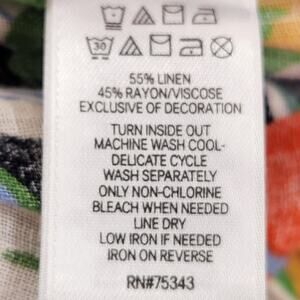 30
55% LINEN
45% RAYON/VISCOSE
EXCLUSIVE OF DECORATION
TURN INSIDE OUT
MACHINE WASH COOL-
DELICATE CYCLE
WASH SEPARATELY
ONLY NON-CHLORINE
BLEACH WHEN NEEDED
LINE DRY
LOW IRON IF NEEDED
IRON ON REVERSE
RN#75343